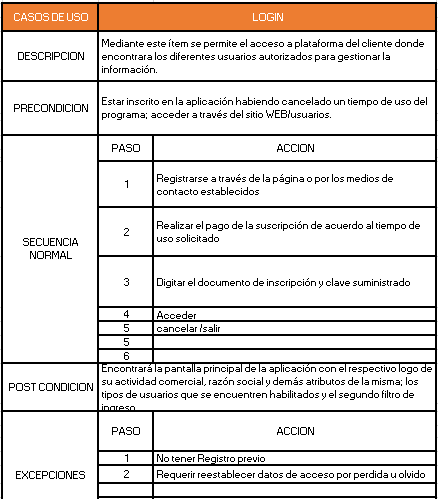 CASOS DE USO LOGIN
DESCRIPCION
Mediante este ítem se permite el acceso a plataforma del cliente donde
encontrara los diferentes usuarios autorizados para gestionar la
información.
PRECONDICION
Estar inscrito en la aplicación habiendo cancelado un tiempo de uso del
programa; acceder a través del sitio WEB/usuarios.
SECUENCIA
NORMAL
PASO ACCION
1 Registrarse a través de la página o por los medios de
contacto establecidos
2 Realizar el pago de la suscripción de acuerdo al tiempo de
uso solicitado
3 Digitar el documento de inscripción y clave suministrado
4 Acceder
5 cancelar /salir
5
6
POST CONDICION
Encontrará la pantalla principal de la aplicación con el respectivo logo de
su actividad comercial, razón social y demás atributos de la misma; los
tipos de usuarios que se encuentren habilitados y el segundo filtro de
ingreso
EXCEPCIONES
PASO ACCION
1 No tener Registro previo
2 Requerir reestablecer datos de acceso por perdida u olvido